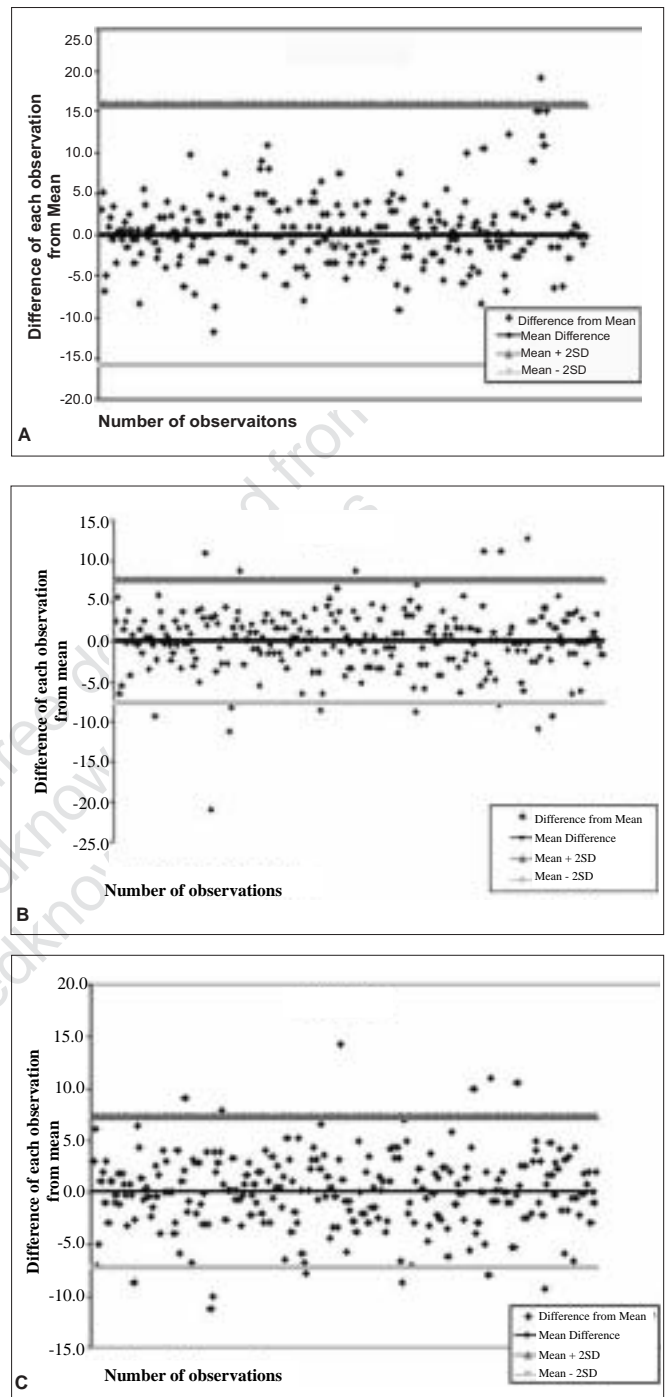 25.0
20.0
15.0
10.0
5.0
0.0
-5.0
-10.0
-15.0
-20.0
Difference of each observation
from Mean
Difference from Mean
Mean Difference
Mean + 2SD
Mean - 2SD
Number of observaitons
A
15.0
10.0
5.0
0.0
-5.0
-10.0
-15.0
-20.0
-25.0
Difference of each observation
from mean
Difference from Mean
Mean Difference
Mean + 2SD
Mean - 2SD
Number of observations
B
20.0
15.0
10.0
5.0
0.0
-5.0
-10.0
-15.0
Difference of each observation
from mean
Difference from Mean
Mean Difference
Mean + 2SD
Mean - 2SD
Number of observations
C